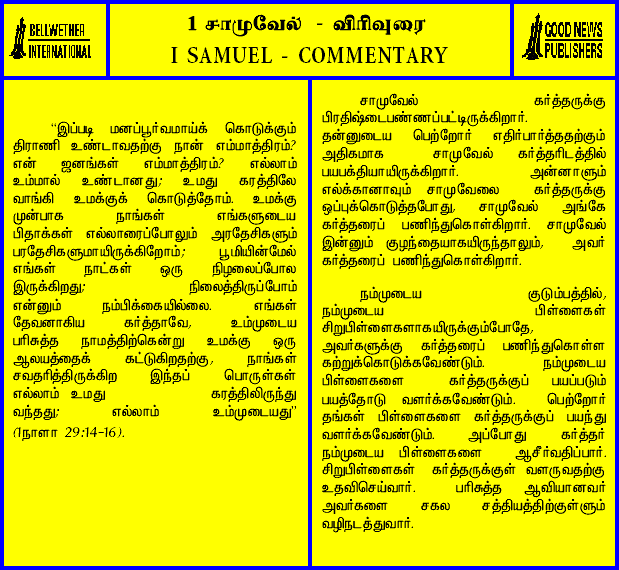 BELLWETHER
INTERNATIONAL
1 சாமுவேல் - விரிவுரை
I SAMUEL - COMMENTARY
GOOD NEWS
PUBLISHERS
“இப்படி மனப்பூர்வமாய்க் கொடுக்கும்
திராணி உண்டாவதற்கு நான் எம்மாத்திரம்?
என் ஜனங்கள் எம்மாத்திரம்? எல்லாம்
உம்மால் உண்டானது; உமது கரத்திலே
வாங்கி உமக்குக் கொடுத்தோம். உமக்கு
முன்பாக நாங்கள் எங்களுடைய
பிதாக்கள் எல்லாரைப்போலும் அரதேசிகளும்
பரதேசிகளுமாயிருக்கிறோம்; பூமியின்மேல்
எங்கள் நாட்கள் ஒரு நிழலைப்போல
இருக்கிறது; நிலைத்திருப்போம்
என்னும் நம்பிக்கையில்லை. எங்கள்
தேவனாகிய கர்த்தாவே, உம்முடைய
பரிசுத்த நாமத்திற்கென்று உமக்கு ஒரு
ஆலயத்தைக் கட்டுகிறதற்கு, நாங்கள்
சவதரித்திருக்கிற இந்தப் பொருள்கள்
எல்லாம் உமது கரத்திலிருந்து
வந்தது; எல்லாம் உம்முடையது”
(1நாளா 29:14-16).
சாமுவேல் கர்த்தருக்கு
பிரதிஷ்டைபண்ணப்பட்டிருக்கிறார்.
தன்னுடைய பெற்றோர் எதிர்பார்த்ததற்கும்
அதிகமாக சாமுவேல் கர்த்தரிடத்தில்
பயபக்தியாயிருக்கிறார். அன்னாளும்
எல்க்கானாவும் சாமுவேலை கர்த்தருக்கு
ஒப்புக்கொடுத்தபோது, சாமுவேல் அங்கே
கர்த்தரைப் பணிந்துகொள்கிறார். சாமுவேல்
இன்னும் குழந்தையாகயிருந்தாலும், அவர்
கர்த்தரைப் பணிந்துகொள்கிறார்.
நம்முடைய குடும்பத்தில்,
நம்முடைய பிள்ளைகள்
சிறுபிள்ளைகளாகயிருக்கும்போதே,
அவர்களுக்கு கர்த்தரைப் பணிந்துகொள்ள
கற்றுக்கொடுக்கவேண்டும். நம்முடைய
பிள்ளைகளை கர்த்தருக்குப் பயப்படும்
பயத்தோடு வளர்க்கவேண்டும். பெற்றோர்
தங்கள் பிள்ளைகளை கர்த்தருக்குப் பயந்து
வளர்க்கவேண்டும். அப்போது கர்த்தர்
நம்முடைய பிள்ளைகளை ஆசீர்வதிப்பார்.
சிறுபிள்ளைகள் கர்த்தருக்குள் வளருவதற்கு
உதவிசெய்வார். பரிசுத்த ஆவியானவர்
அவர்களை சகல சத்தியத்திற்குள்ளும்
வழிநடத்துவார்.